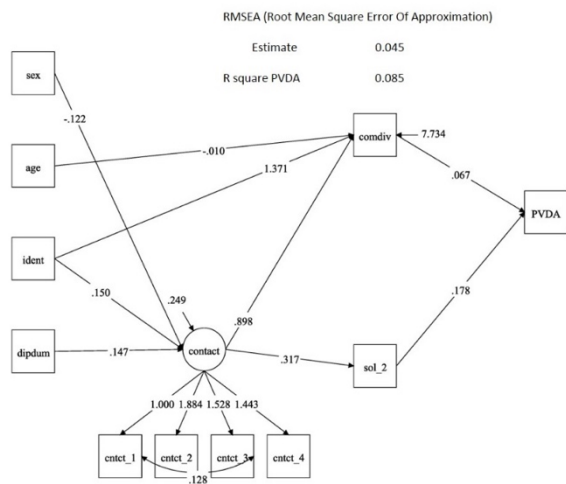 RMSEA (Root Mean Square Error Of Approximation)
Estimate 0.045
R square PVDA 0.085
sex
-.122
age
-.010
comdiv
7.734
1.371
.067
PVDA
ident
.150
.249
.898
.178
dipdum
.147
contact
.317
sol_2
1.000 1.884 1.528 1.443
cntct_1 cntct_2 cntct_3 cntct_4
.128